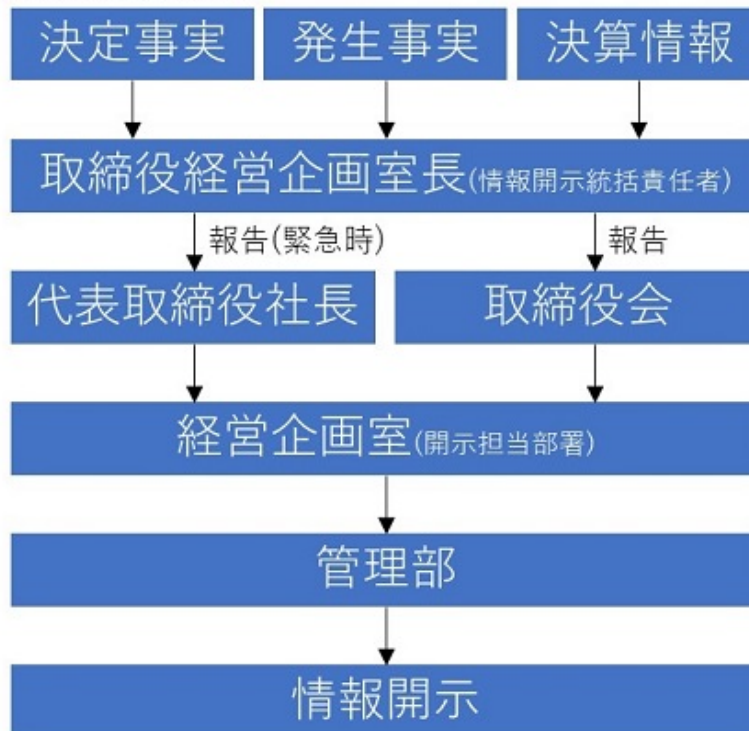 決定事実 発生事実 決算情報
取締役経営企画室長(情報開示統括責任者)
報告(緊急時) 報告
代表取締役社長 取締役会
経営企画室(開示担当部署)
管理部
情報開示